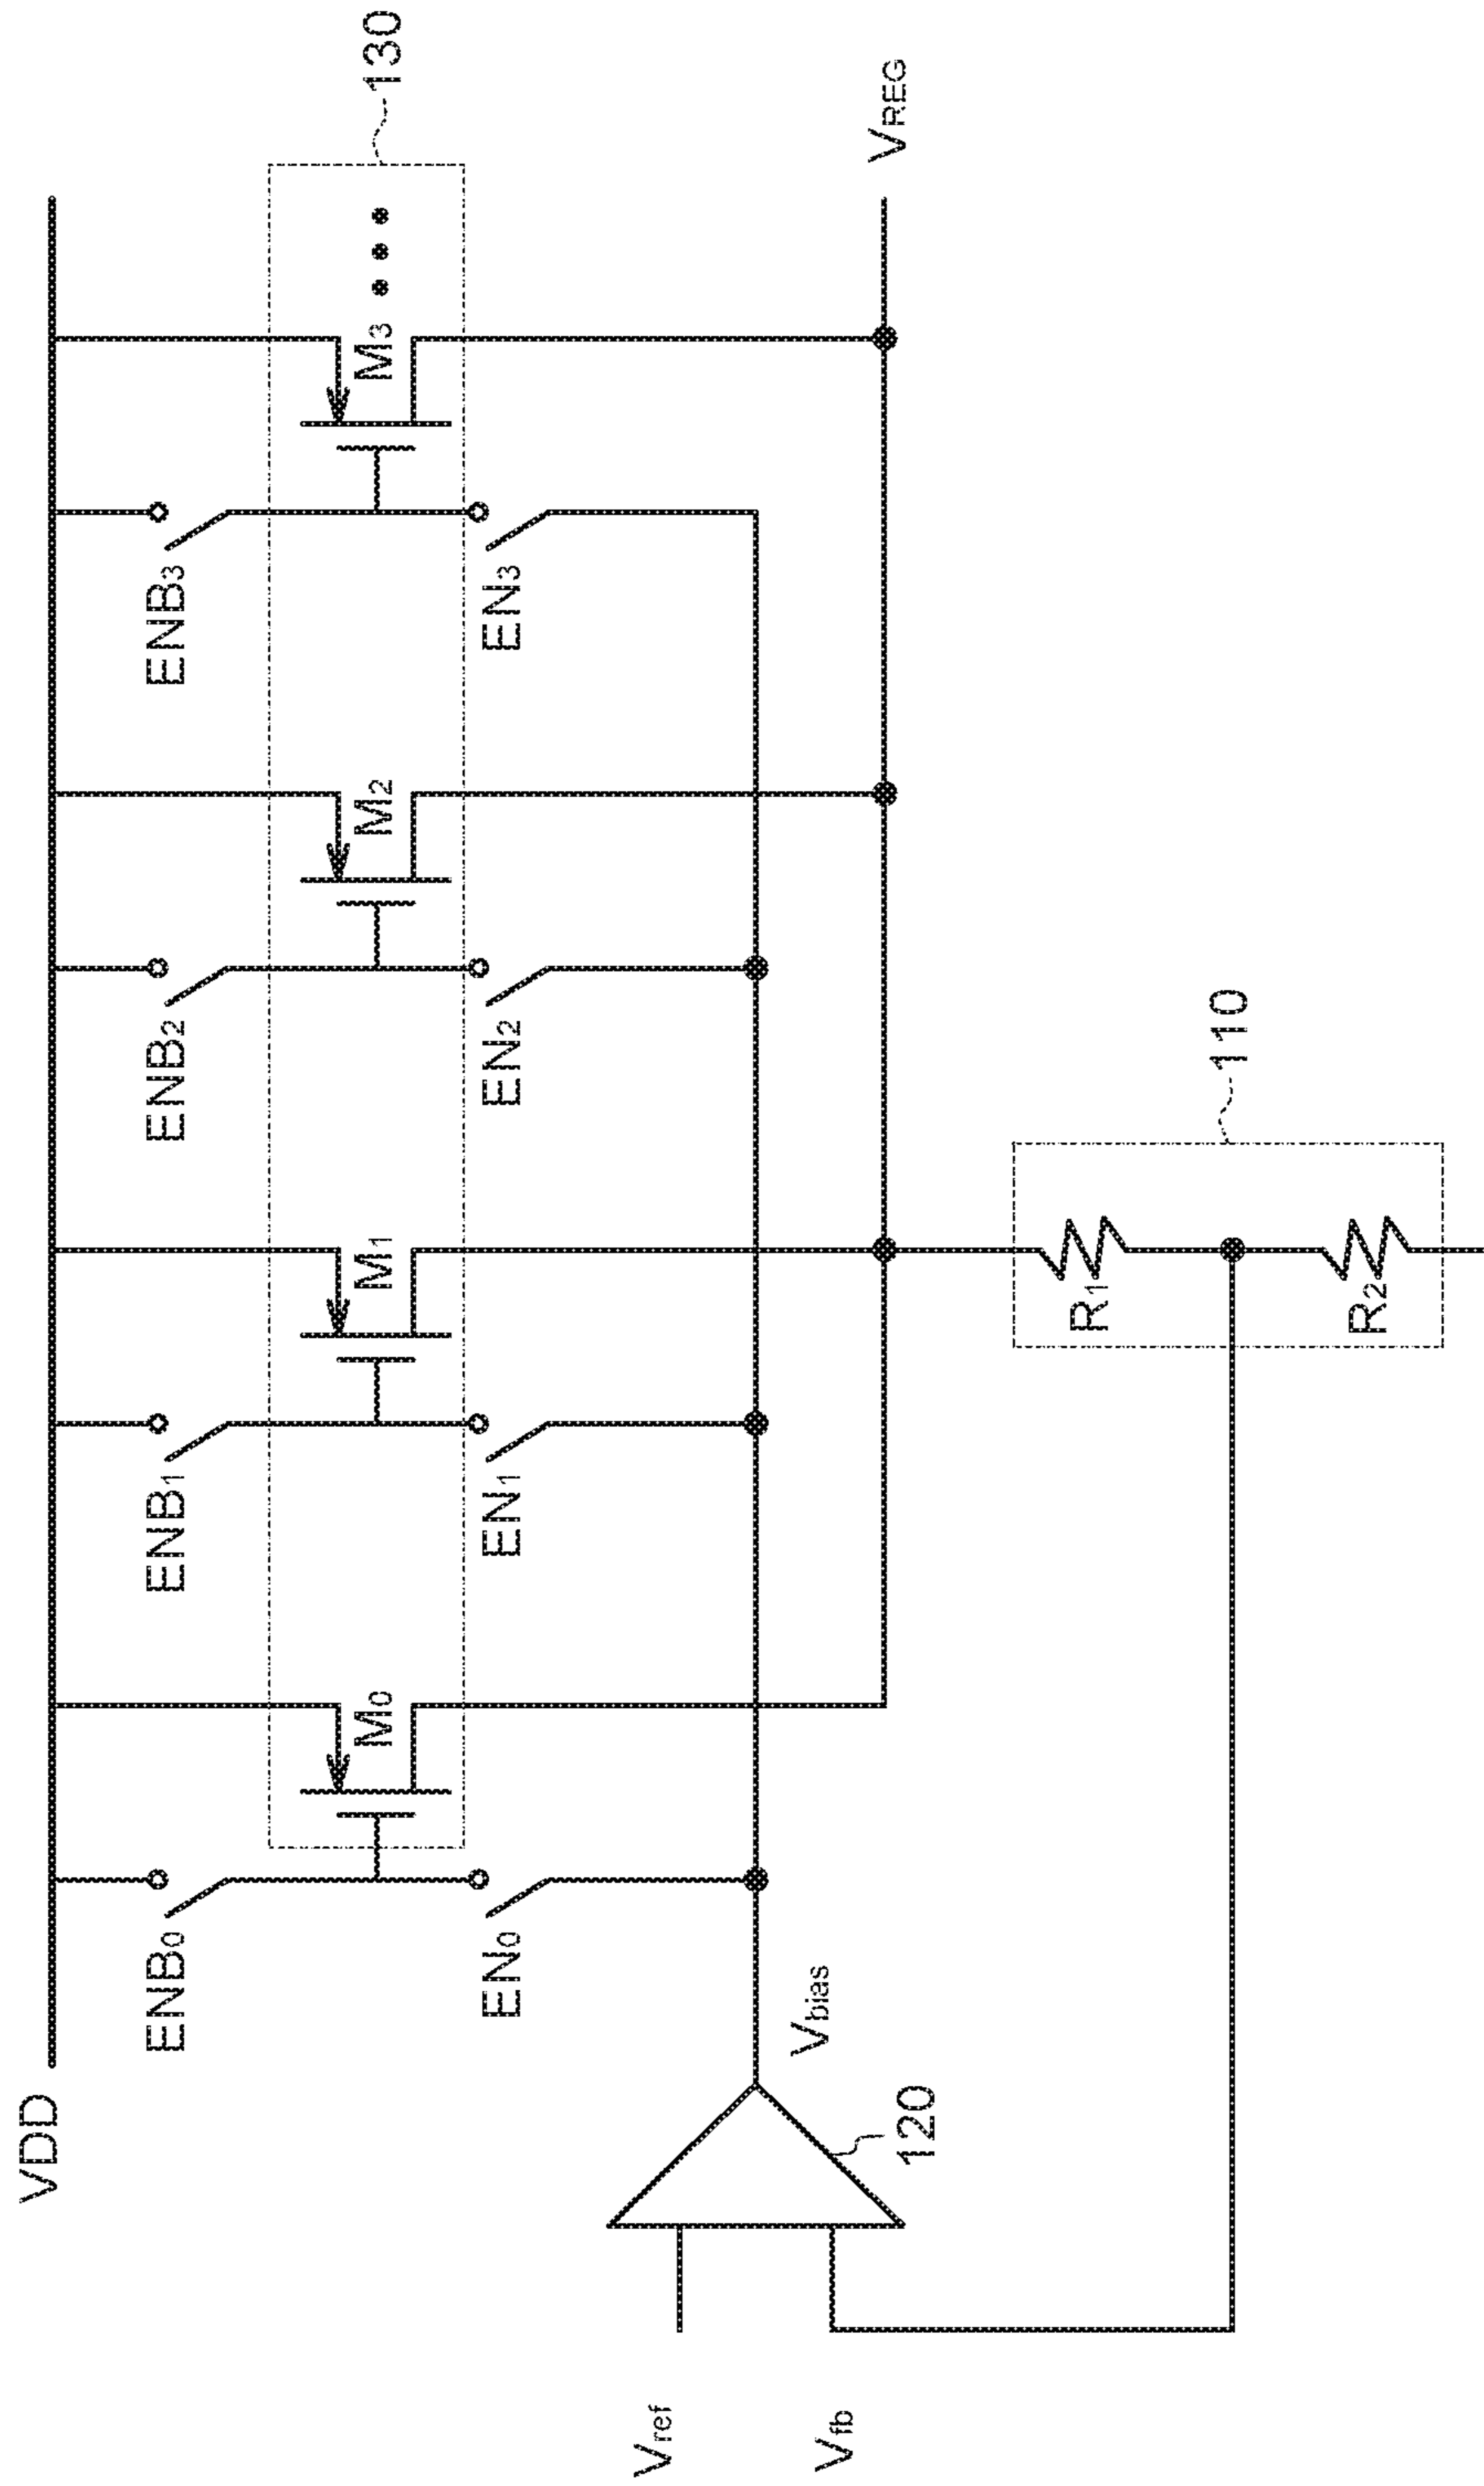 VDD
130
ENB0
ENB1
ENB2
ENB3
M0
M1
M2
M3
EN0
EN1
EN2
EN3
Vref
Vfb
120
Vbias
VREG
110
R1
R2